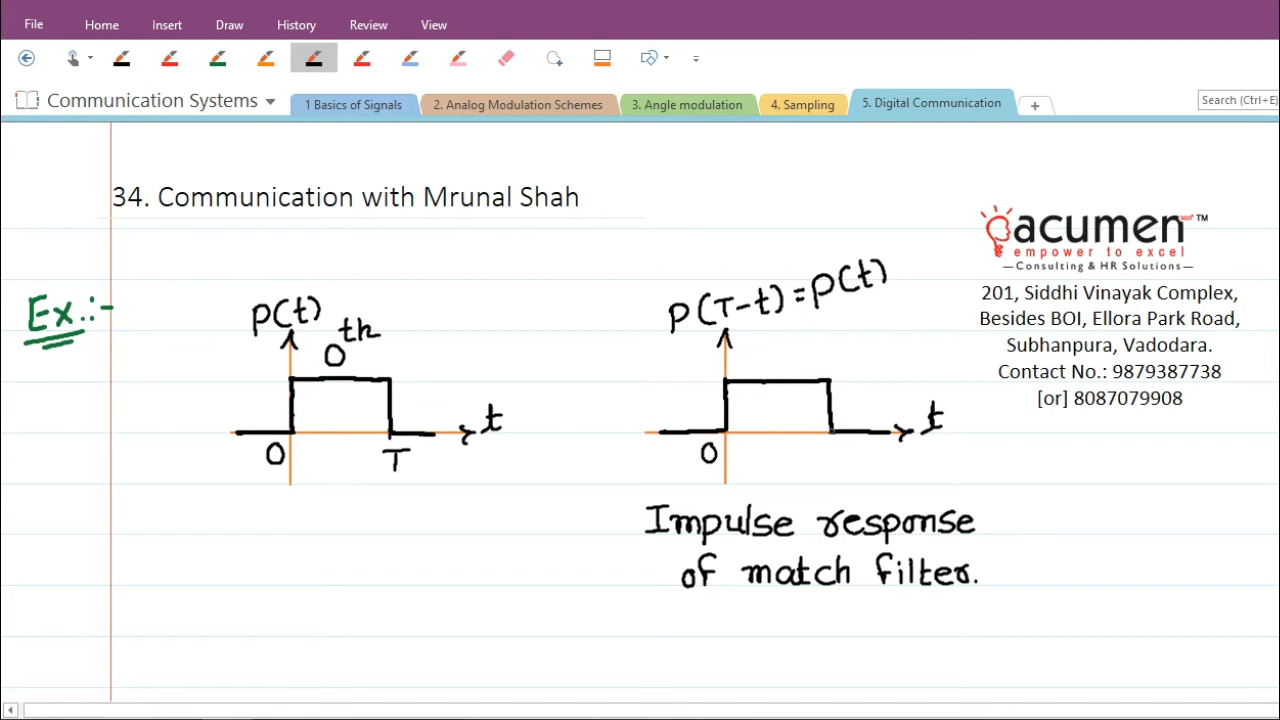 File Home Insert Draw History Review View
Communication Systems 1 Basics of Signals 2. Analog Modulation Schemes 3. Angle modulation 4. Sampling 5. Digital Communication + Search (Ctrl+E)
34. Communication with Mrunal Shah
acumen 360° TM
empower to excel
Consulting & HR Solutions
201, Siddhi Vinayak Complex,
Besides BOI, Ellora Park Road,
Subhanpura, Vadodara.
Contact No.: 9879387738
[or] 8087079908
Ex.:-
P(t)
0th
t
0 T
P(T-t) = P(t)
t
0
Impulse response
of match filter.